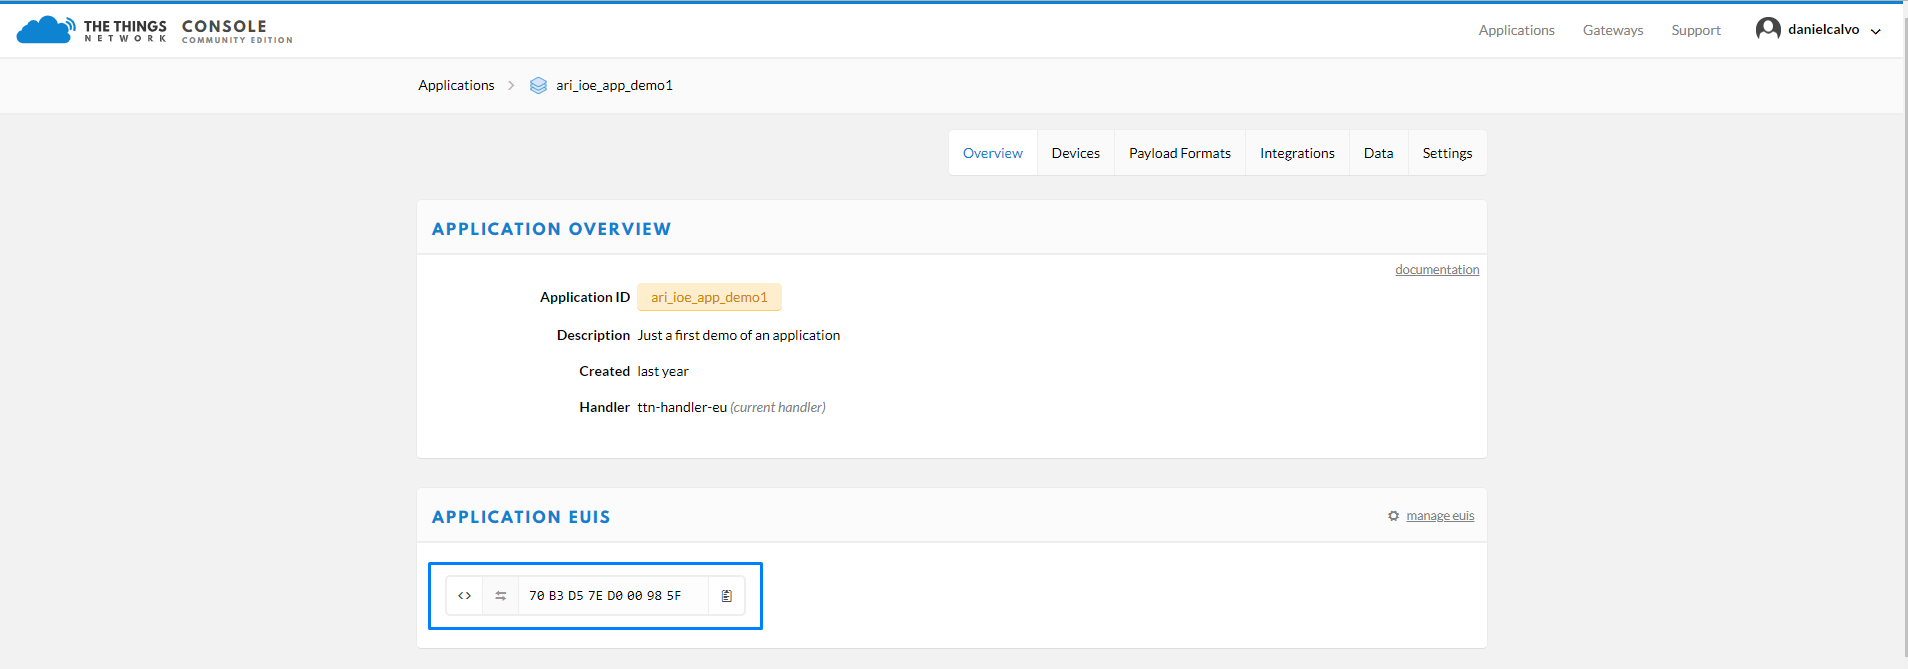 THE THINGS NETWORK CONSOLE COMMUNITY EDITION
Applications Gateways Support danielcalvo
Applications > ari_ioe_app_demo1
Overview Devices Payload Formats Integrations Data Settings
APPLICATION OVERVIEW
documentation
Application ID ari_ioe_app_demo1
Description Just a first demo of an application
Created last year
Handler ttn-handler-eu (current handler)
APPLICATION EUIS
manage euis
<> 70 B3 D5 7E D0 00 98 5F